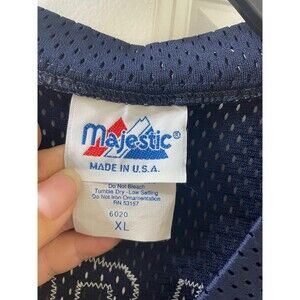 majestic®
MADE IN U.S.A.
Do Not Bleach
Tumble Dry - Low Setting
Do Not Iron Ornamentation
RN 53157
6020
XL